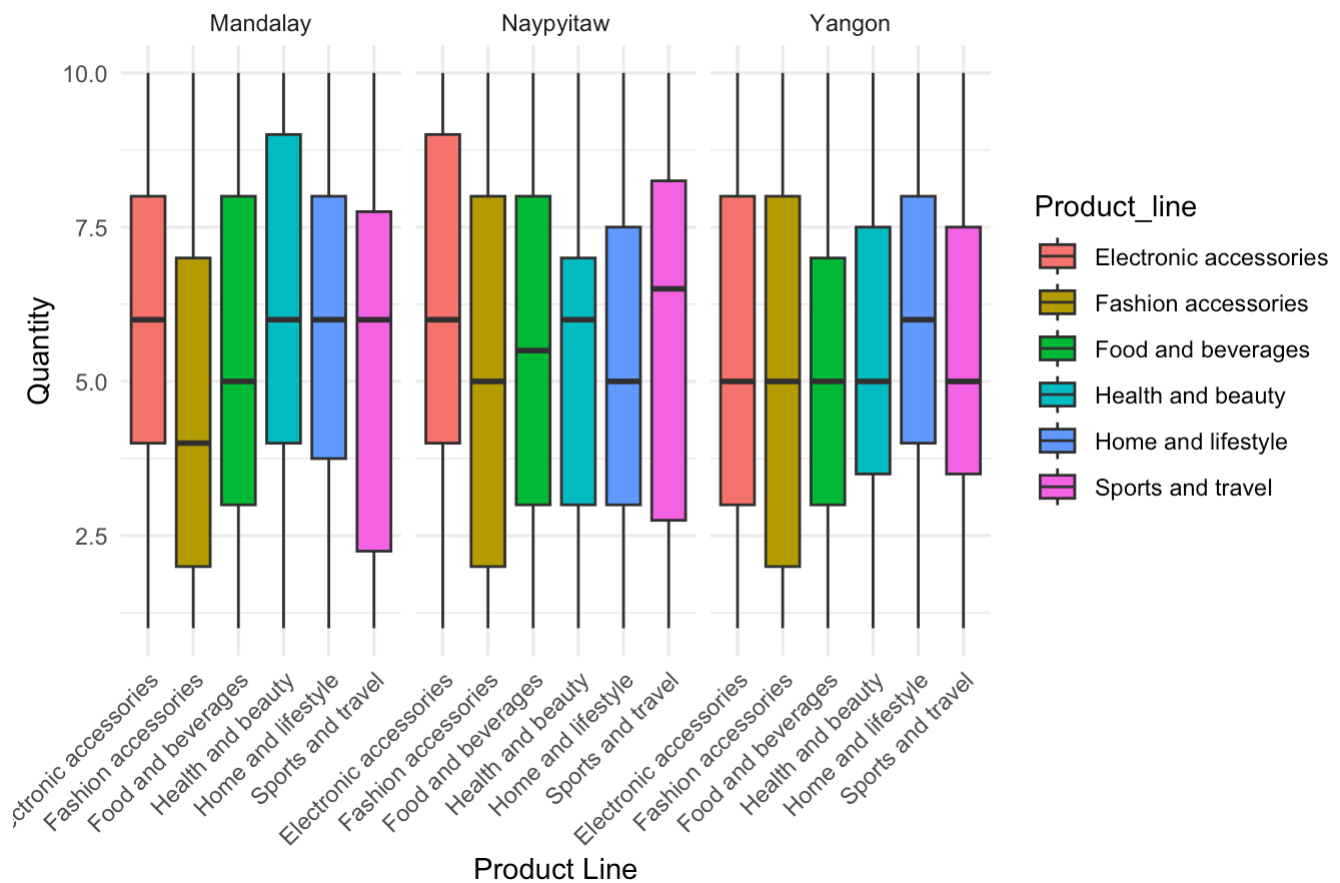 Mandalay
Naypyitaw
Yangon
10.0
7.5
5.0
2.5
Quantity
ctronic accessories
Fashion accessories
Food and beverages
Health and beauty
Home and lifestyle
Sports and travel
Electronic accessories
Fashion accessories
Food and beverages
Health and beauty
Home and lifestyle
Sports and travel
Electronic accessories
Fashion accessories
Food and beverages
Health and beauty
Home and lifestyle
Sports and travel
Product Line
Product_line
Electronic accessories
Fashion accessories
Food and beverages
Health and beauty
Home and lifestyle
Sports and travel